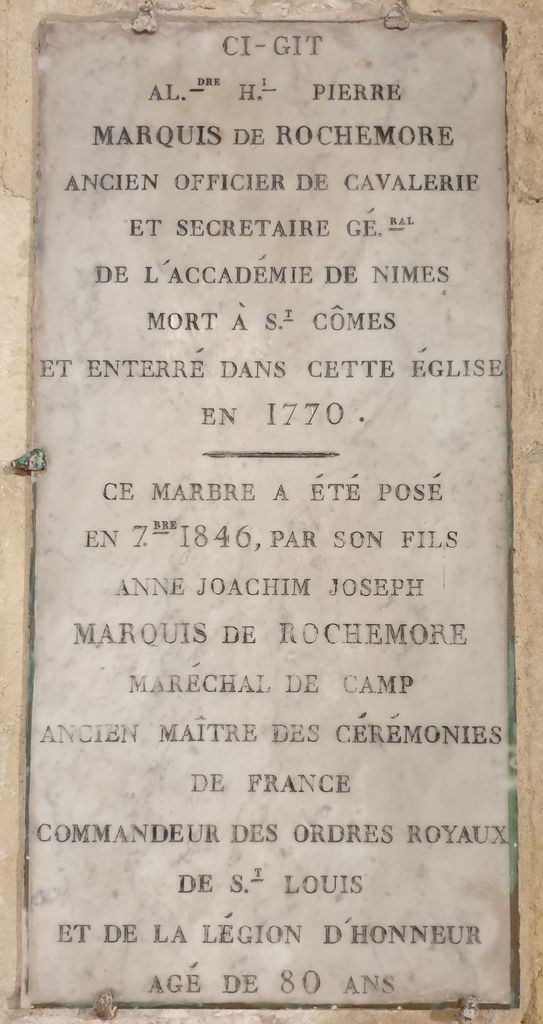 CI-GIT
AL.DRE H.I PIERRE
MARQUIS DE ROCHEMORE
ANCIEN OFFICIER DE CAVALERIE
ET SECRETAIRE GÉ.RAL
DE L'ACCADÉMIE DE NIMES
MORT À S.T CÔMES
ET ENTERRÉ DANS CETTE ÉGLISE
EN 1770.
CE MARBRE A ÉTÉ POSÉ
EN 7.BRE 1846, PAR SON FILS
ANNE JOACHIM JOSEPH
MARQUIS DE ROCHEMORE
MARÉCHAL DE CAMP
ANCIEN MAÎTRE DES CÉRÉMONIES
DE FRANCE
COMMANDEUR DES ORDRES ROYAUX
DE S.T LOUIS
ET DE LA LÉGION D'HONNEUR
AGÉ DE 80 ANS